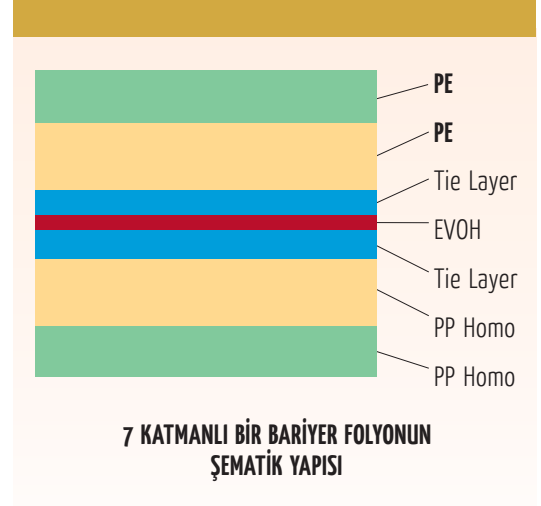 PE
PE
Tie Layer
EVOH
Tie Layer
PP Homo
PP Homo
7 KATMANLI BİR BARİYER FOLYONUN
ŞEMATİK YAPISI